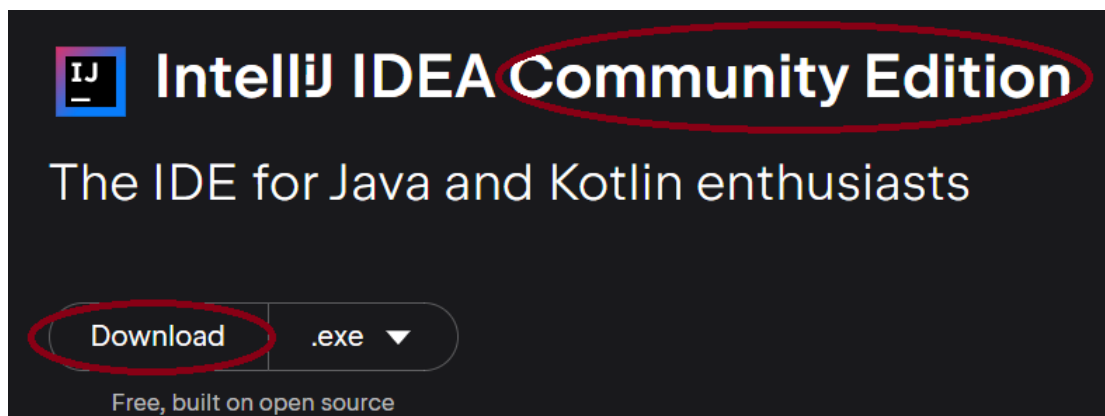 IJ
IntelliJ IDEA Community Edition
The IDE for Java and Kotlin enthusiasts
Download .exe
Free, built on open source